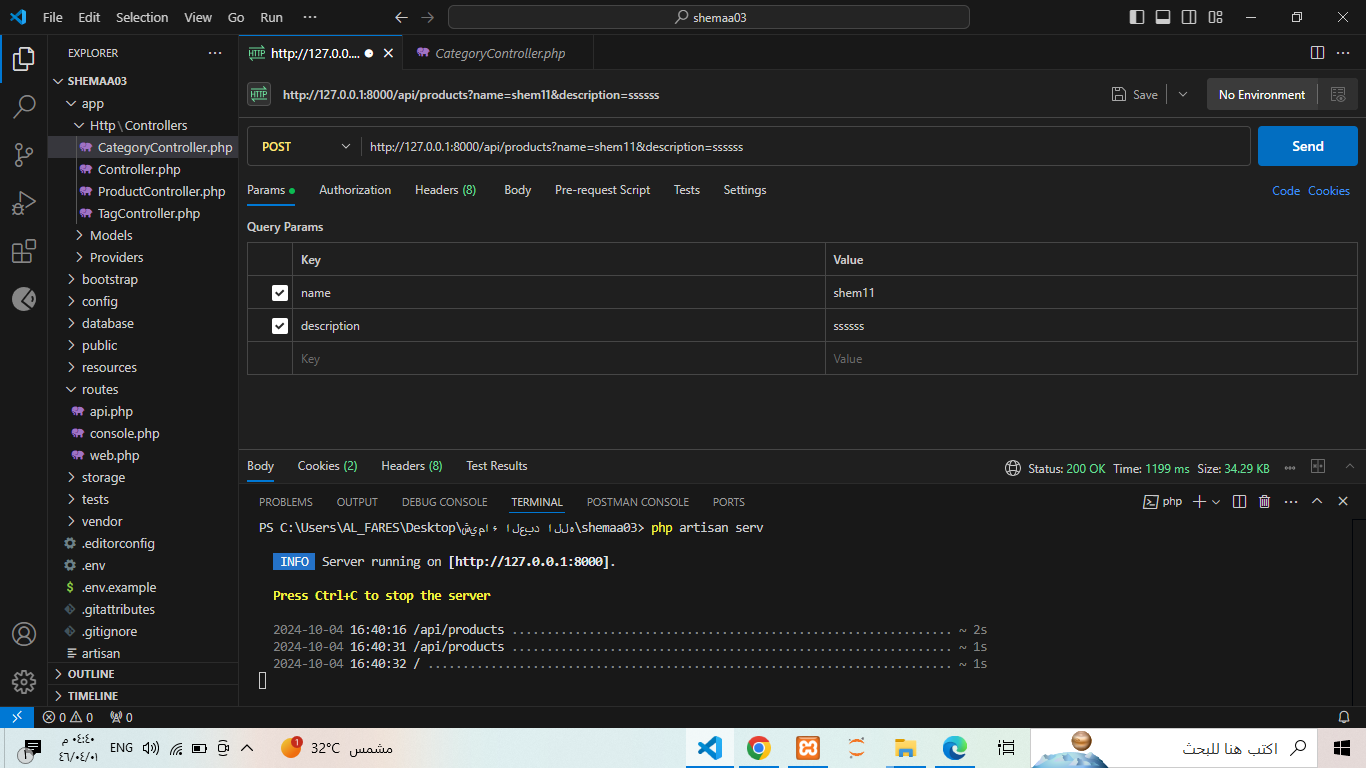 File Edit Selection View Go Run ··· shemaa03
EXPLORER ···
SHEMAA03
app
Http\Controllers
CategoryController.php
Controller.php
ProductController.php
TagController.php
Models
Providers
bootstrap
config
database
public
resources
routes
api.php
console.php
web.php
storage
tests
vendor
.editorconfig
.env
$ .env.example
.gitattributes
.gitignore
artisan
OUTLINE
TIMELINE
HTTP http://127.0.0.... CategoryController.php
HTTP http://127.0.0.1:8000/api/products?name=shem11&description=ssssss Save No Environment
POST http://127.0.0.1:8000/api/products?name=shem11&description=ssssss Send
Params Authorization Headers (8) Body Pre-request Script Tests Settings Code Cookies
Query Params
Key Value
name shem11
description ssssss
Key Value
Body Cookies (2) Headers (8) Test Results Status: 200 OK Time: 1199 ms Size: 34.29 KB
PROBLEMS OUTPUT DEBUG CONSOLE TERMINAL POSTMAN CONSOLE PORTS php
PS C:\Users\AL_FARES\Desktop\شيماء العبد الله\shemaa03> php artisan serv
INFO Server running on [http://127.0.0.1:8000].
Press Ctrl+C to stop the server
2024-10-04 16:40:16 /api/products ............................................................... ~ 2s
2024-10-04 16:40:31 /api/products ............................................................... ~ 1s
2024-10-04 16:40:32 / ........................................................................... ~ 1s
0 0 0
1 ٠٤:٤٠ م ENG 1 32°C مشمس اكتب هنا للبحث
٤٦/٠٤/٠١